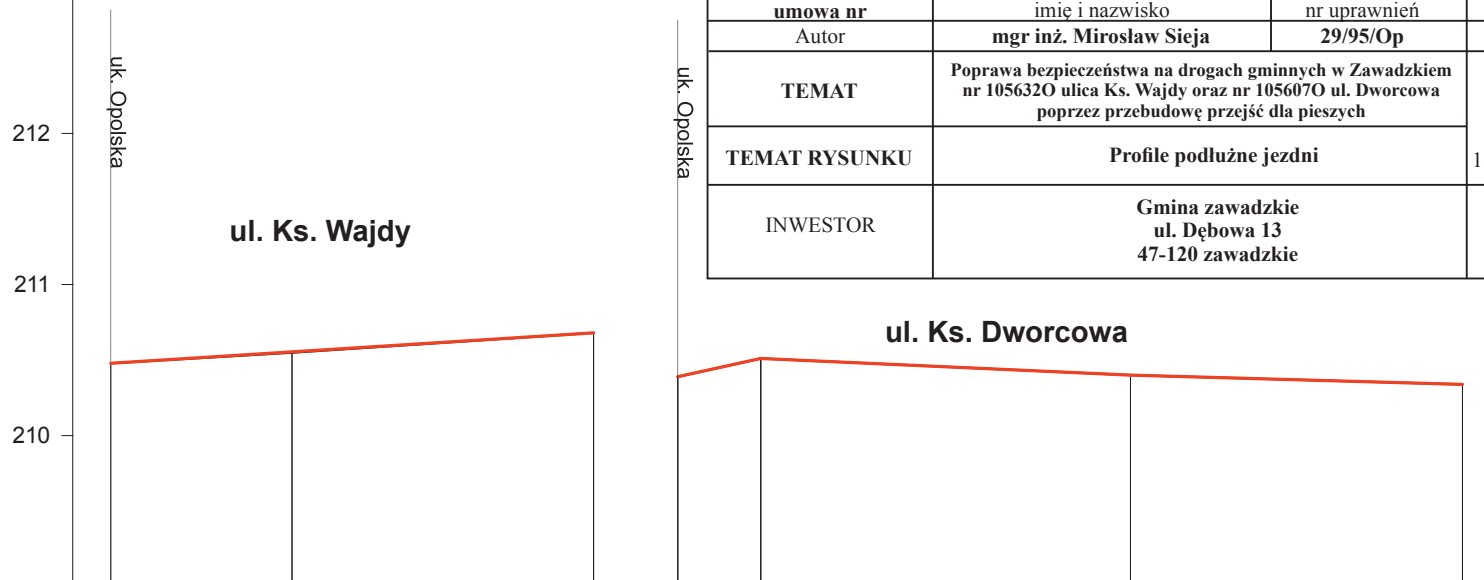 umowa nr imię i nazwisko nr uprawnień
Autor mgr inż. Mirosław Sieja 29/95/Op
TEMAT
Poprawa bezpieczeństwa na drogach gminnych w Zawadzkiem
nr 105632O ulica Ks. Wajdy oraz nr 105607O ul. Dworcowa
poprzez przebudowę przejść dla pieszych
TEMAT RYSUNKU Profile podłużne jezdni 1
INWESTOR
Gmina zawadzkie
ul. Dębowa 13
47-120 zawadzkie
uk. Opolska
uk. Opolska
212
ul. Ks. Wajdy
211
ul. Ks. Dworcowa
210